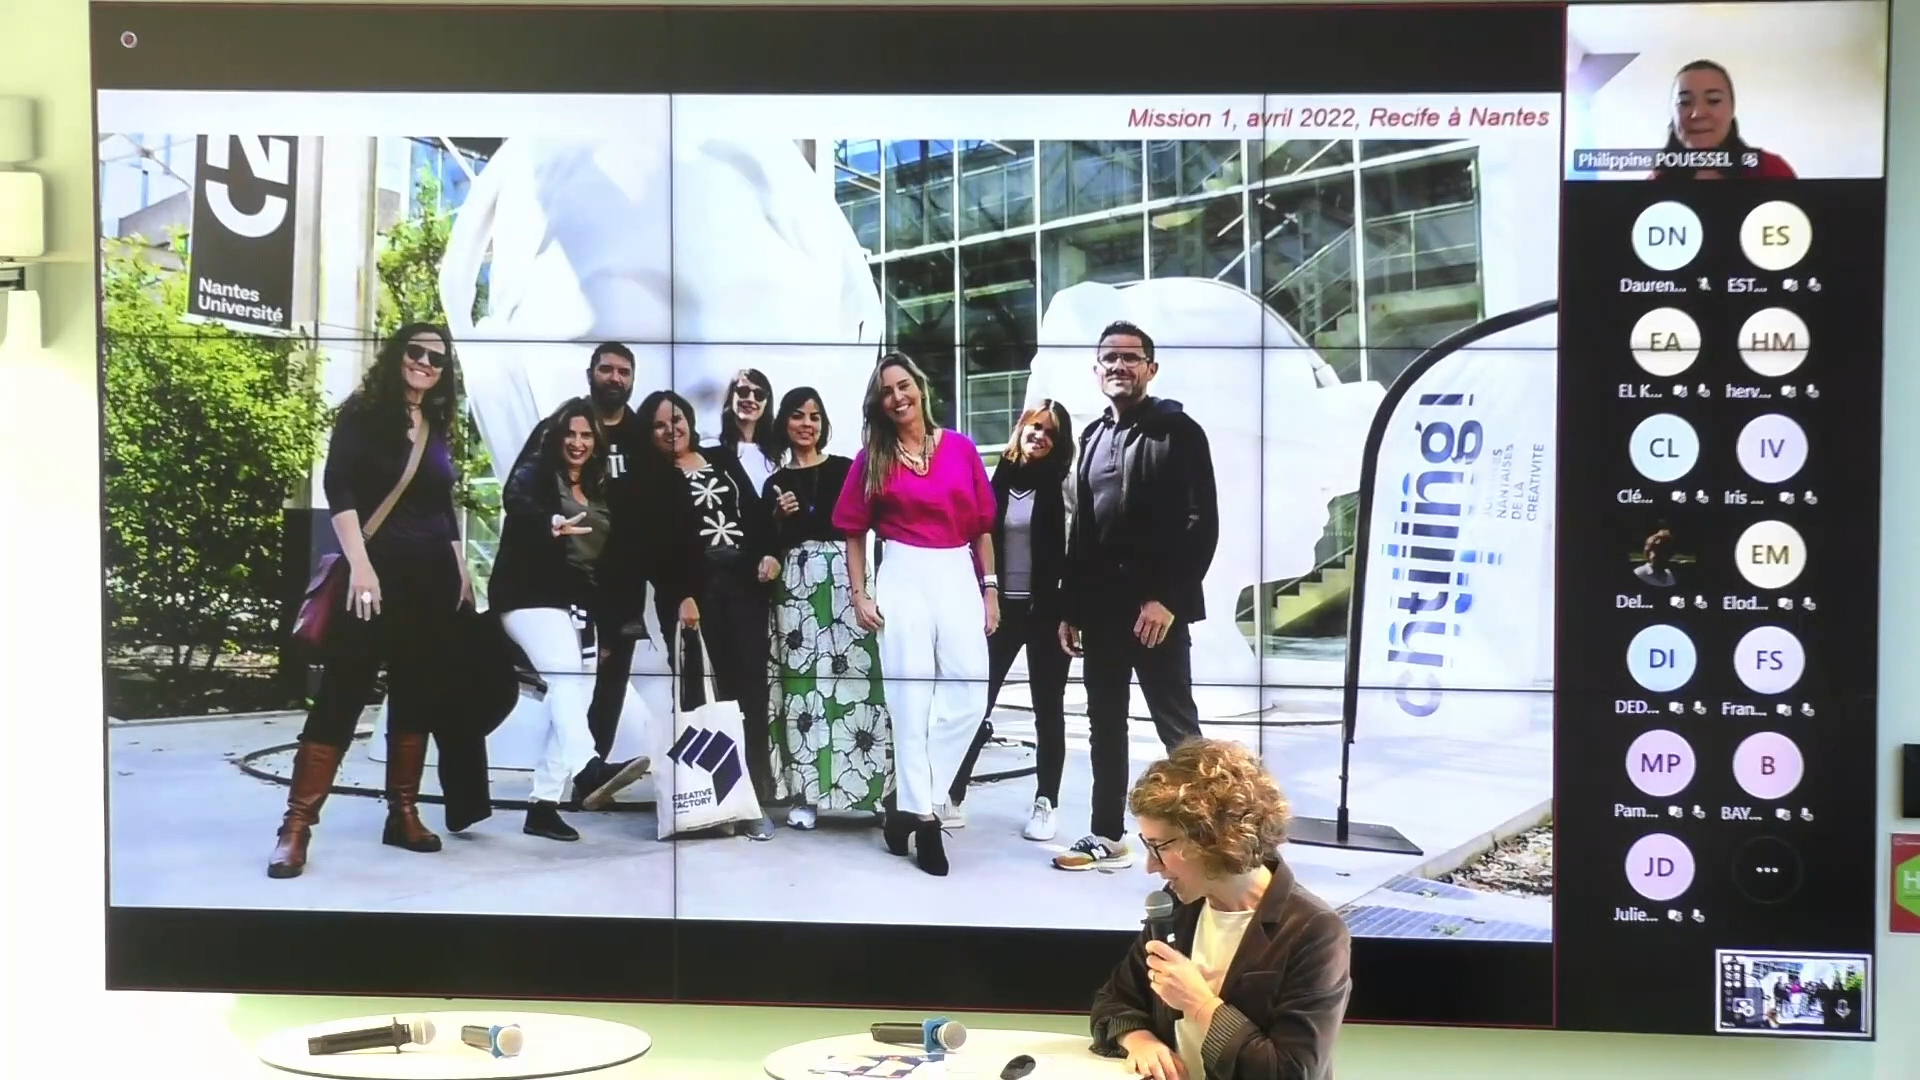 Mission 1, avril 2022, Recife à Nantes
NU
Nantes
Université
chtiiing!
NANTAISES
DE LA
CRÉATIVITÉ
CREATIVE
FACTORY
Philippine POUESSEL
DN
ES
Dauren...
EST...
EA
HM
EL K...
herv...
CL
IV
Clé...
Iris ...
EM
Del...
Elod...
DI
FS
DED...
Fran...
MP
B
Pam...
BAY...
JD
...
Julie...
H